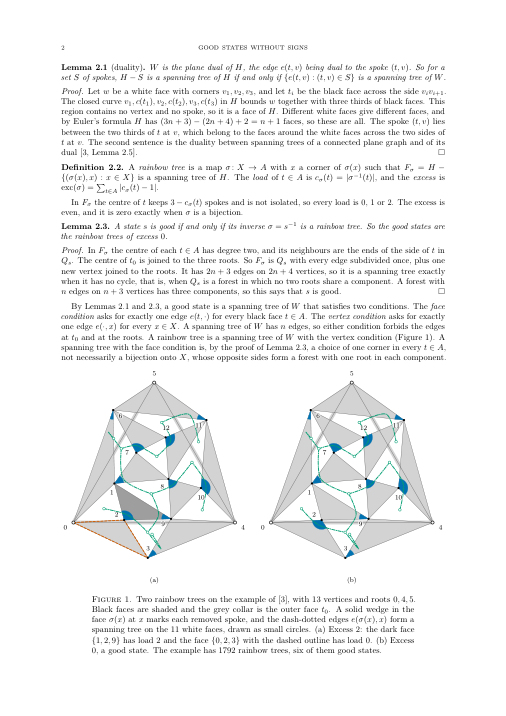 2 GOOD STATES WITHOUT SIGNS
Lemma 2.1 (duality). W is the plane dual of H, the edge e(t, v) being dual to the spoke (t, v). So for a
set S of spokes, H − S is a spanning tree of H if and only if {e(t, v) : (t, v) ∈ S} is a spanning tree of W.
Proof. Let w be a white face with corners v₁, v₂, v₃, and let tᵢ be the black face across the side vᵢvᵢ₊₁.
The closed curve v₁, c(t₁), v₂, c(t₂), v₃, c(t₃) in H bounds w together with three thirds of black faces. This
region contains no vertex and no spoke, so it is a face of H. Different white faces give different faces, and
by Euler's formula H has (3n + 3) − (2n + 4) + 2 = n + 1 faces, so these are all. The spoke (t, v) lies
between the two thirds of t at v, which belong to the faces around the white faces across the two sides of
t at v. The second sentence is the duality between spanning trees of a connected plane graph and of its
dual [3, Lemma 2.5]. □
Definition 2.2. A rainbow tree is a map σ: X → A with x a corner of σ(x) such that F_σ = H −
{(σ(x), x) : x ∈ X} is a spanning tree of H. The load of t ∈ A is c_σ(t) = |σ⁻¹(t)|, and the excess is
exc(σ) = ∑_{t∈A} |c_σ(t) − 1|.
In F_σ the centre of t keeps 3 − c_σ(t) spokes and is not isolated, so every load is 0, 1 or 2. The excess is
even, and it is zero exactly when σ is a bijection.
Lemma 2.3. A state s is good if and only if its inverse σ = s⁻¹ is a rainbow tree. So the good states are
the rainbow trees of excess 0.
Proof. In F_σ the centre of each t ∈ A has degree two, and its neighbours are the ends of the side of t in
Q_s. The centre of t₀ is joined to the three roots. So F_σ is Q_s with every edge subdivided once, plus one
new vertex joined to the roots. It has 2n + 3 edges on 2n + 4 vertices, so it is a spanning tree exactly
when it has no cycle, that is, when Q_s is a forest in which no two roots share a component. A forest with
n edges on n + 3 vertices has three components, so this says that s is good. □
By Lemmas 2.1 and 2.3, a good state is a spanning tree of W that satisfies two conditions. The face
condition asks for exactly one edge e(t, ·) for every black face t ∈ A. The vertex condition asks for exactly
one edge e(·, x) for every x ∈ X. A spanning tree of W has n edges, so either condition forbids the edges
at t₀ and at the roots. A rainbow tree is a spanning tree of W with the vertex condition (Figure 1). A
spanning tree with the face condition is, by the proof of Lemma 2.3, a choice of one corner in every t ∈ A,
not necessarily a bijection onto X, whose opposite sides form a forest with one root in each component.
5
6
11
12
7
8
1
10
2
9
0
4
3
(a)
5
6
11
12
7
8
1
10
2
9
0
4
3
(b)
Figure 1. Two rainbow trees on the example of [3], with 13 vertices and roots 0, 4, 5.
Black faces are shaded and the grey collar is the outer face t₀. A solid wedge in the
face σ(x) at x marks each removed spoke, and the dash-dotted edges e(σ(x), x) form a
spanning tree on the 11 white faces, drawn as small circles. (a) Excess 2: the dark face
{1, 2, 9} has load 2 and the face {0, 2, 3} with the dashed outline has load 0. (b) Excess
0, a good state. The example has 1792 rainbow trees, six of them good states.